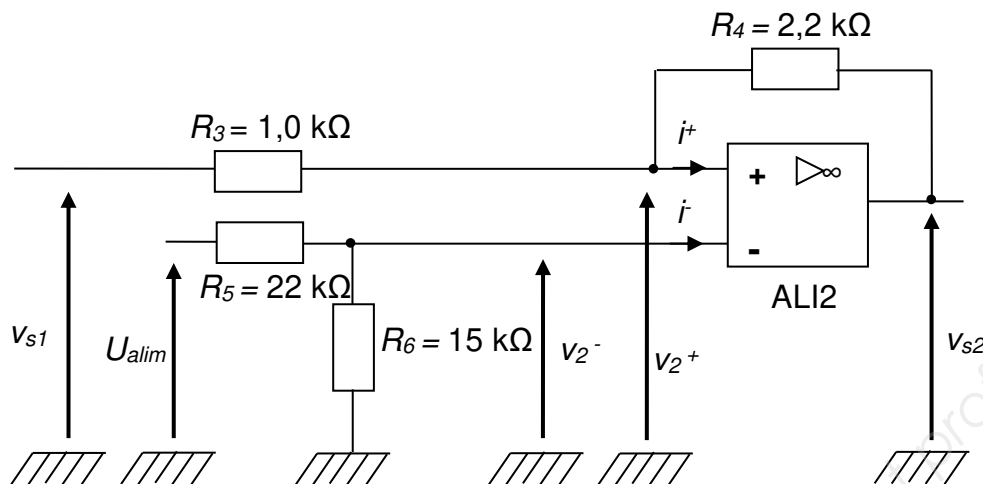 R4 = 2,2 kΩ
R3 = 1,0 kΩ
i+
+
▷∞
i-
-
R5 = 22 kΩ
ALI2
vs1
Ualim
R6 = 15 kΩ
v2-
v2+
vs2